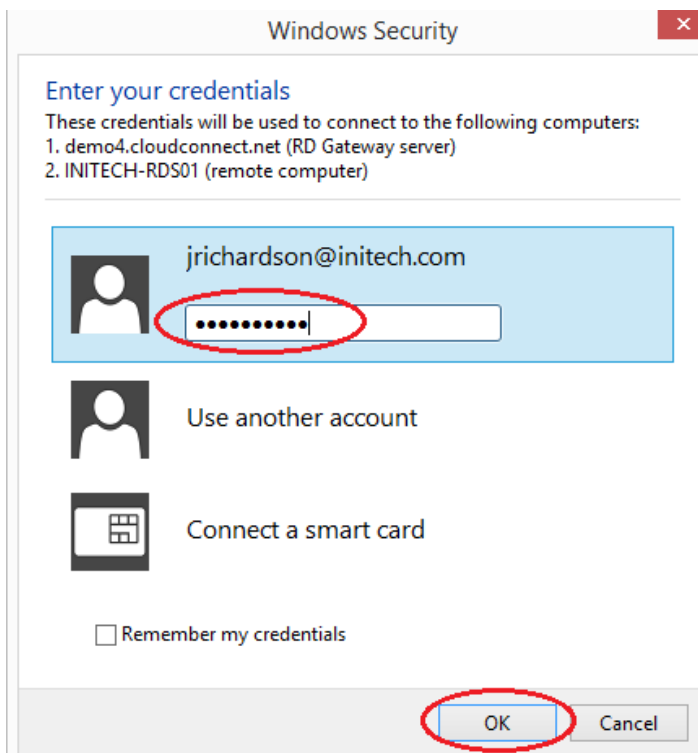 Windows Security
Enter your credentials
These credentials will be used to connect to the following computers:
1. demo4.cloudconnect.net (RD Gateway server)
2. INITECH-RDS01 (remote computer)
jrichardson@initech.com
●●●●●●●●●●
Use another account
Connect a smart card
Remember my credentials
OK
Cancel